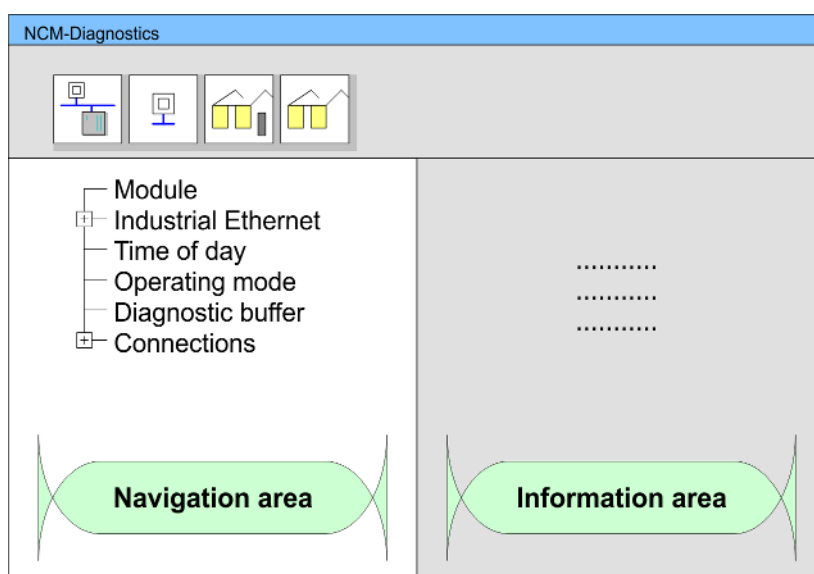 NCM-Diagnostics
Module
Industrial Ethernet
Time of day
Operating mode
Diagnostic buffer
Connections
...........
...........
...........
Navigation area
Information area